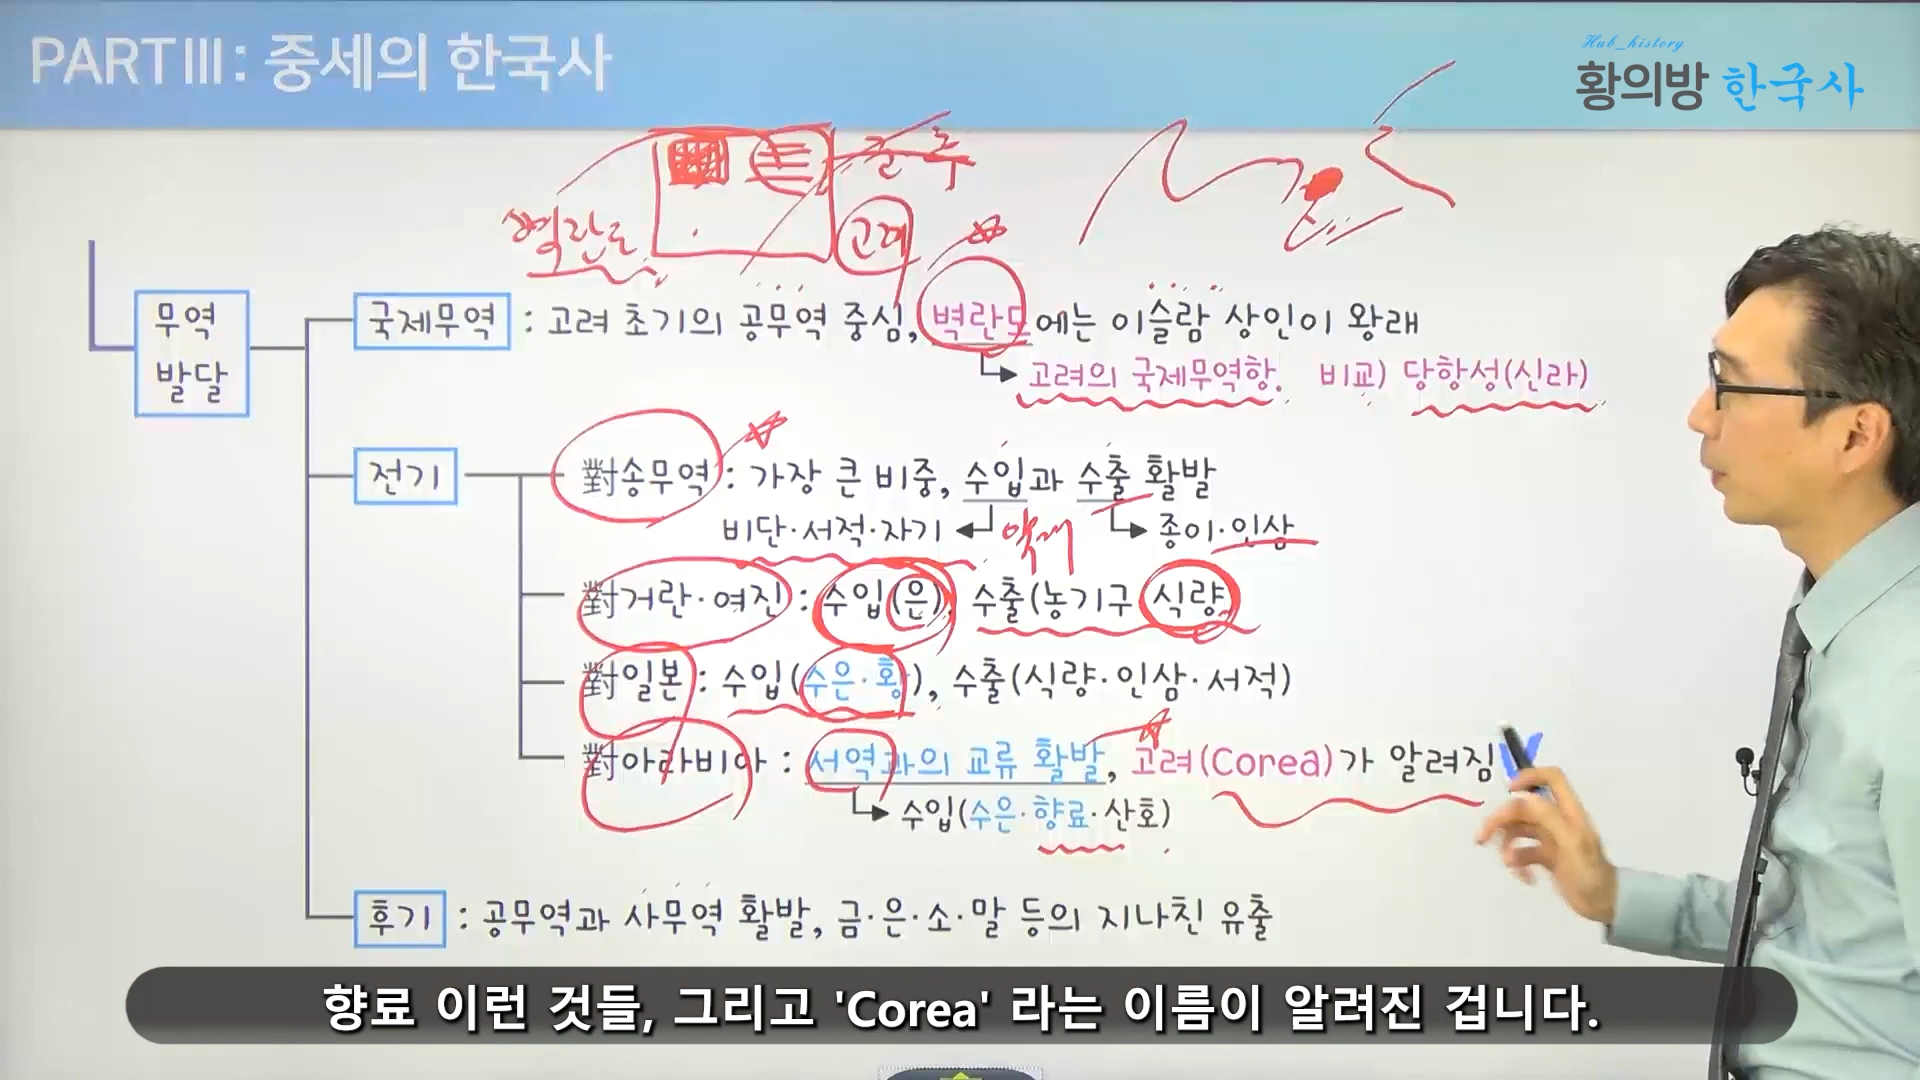 PARTⅢ: 중세의 한국사
Hub_history
황의방 한국사
벽란도
고려
무역
발달
국제무역 : 고려 초기의 공무역 중심, 벽란도에는 이슬람 상인이 왕래
고려의 국제무역항. 비교) 당항성(신라)
전기
對송무역 : 가장 큰 비중, 수입과 수출 활발
비단·서적·자기 약재 종이·인삼
對거란·여진 : 수입(은), 수출(농기구 식량
對일본 : 수입(수은·황), 수출(식량·인삼·서적)
對아라비아 : 서역과의 교류 활발, 고려(Corea)가 알려짐
수입(수은·향료·산호)
후기 : 공무역과 사무역 활발, 금·은·소·말 등의 지나친 유출
향료 이런 것들, 그리고 'Corea' 라는 이름이 알려진 겁니다.